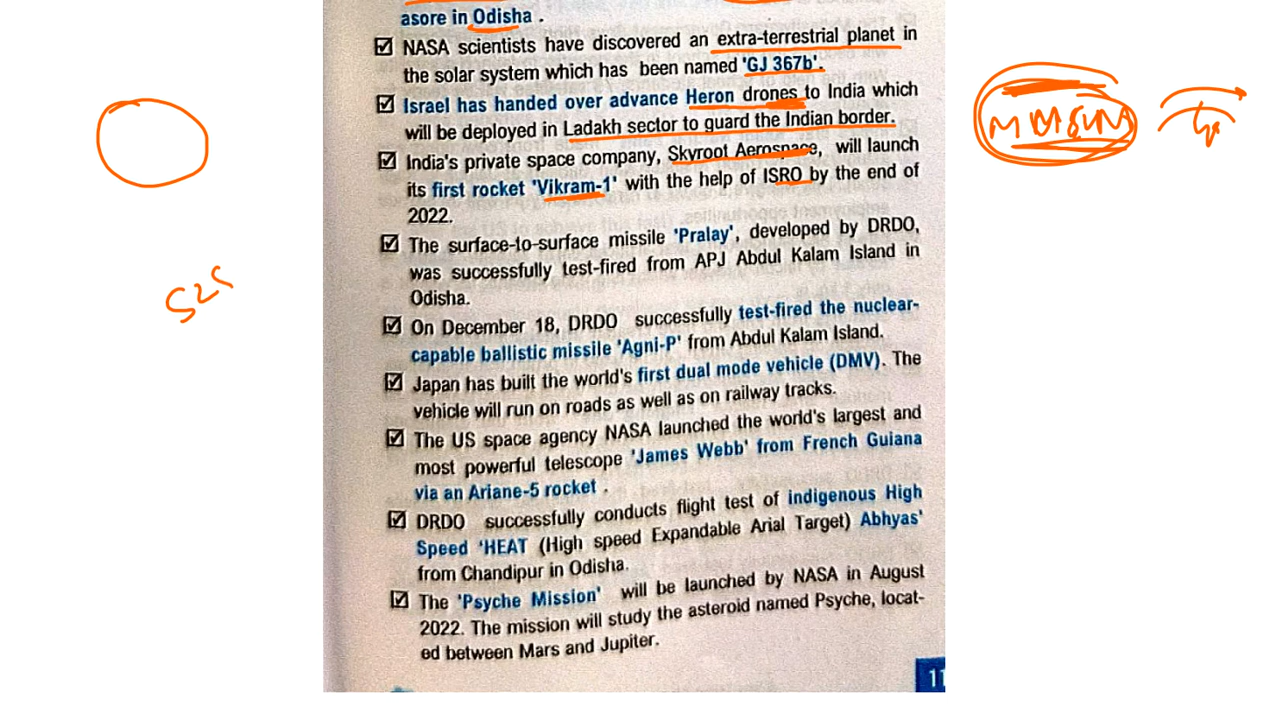 asore in Odisha .
☑ NASA scientists have discovered an extra-terrestrial planet in
the solar system which has been named 'GJ 367b'.
☑ Israel has handed over advance Heron drones to India which
will be deployed in Ladakh sector to guard the Indian border.
☑ India's private space company, Skyroot Aerospace, will launch
its first rocket 'Vikram-1' with the help of ISRO by the end of
2022.
☑ The surface-to-surface missile 'Pralay', developed by DRDO,
was successfully test-fired from APJ Abdul Kalam Island in
Odisha.
☑ On December 18, DRDO successfully test-fired the nuclear-
capable ballistic missile 'Agni-P' from Abdul Kalam Island.
☑ Japan has built the world's first dual mode vehicle (DMV). The
vehicle will run on roads as well as on railway tracks.
☑ The US space agency NASA launched the world's largest and
most powerful telescope 'James Webb' from French Guiana
via an Ariane-5 rocket .
☑ DRDO successfully conducts flight test of indigenous High
Speed 'HEAT (High speed Expandable Arial Target) Abhyas'
from Chandipur in Odisha.
☑ The 'Psyche Mission' will be launched by NASA in August
2022. The mission will study the asteroid named Psyche, locat-
ed between Mars and Jupiter.
S2S